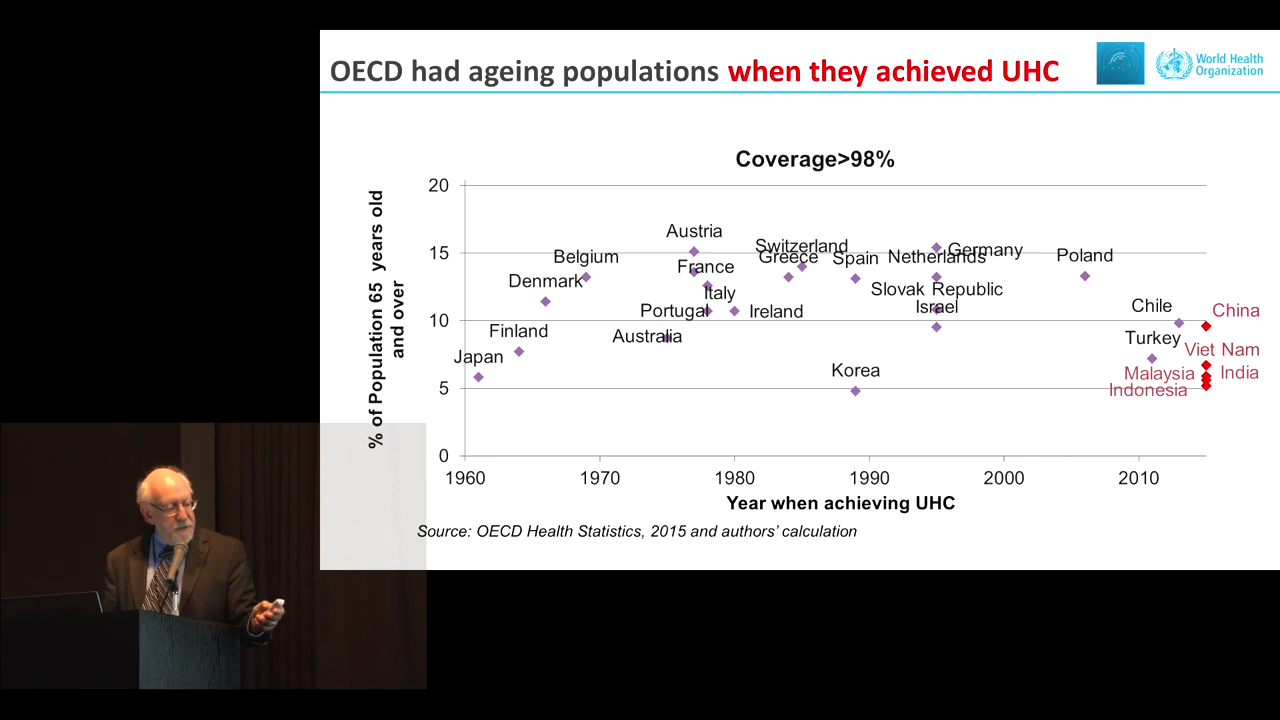 OECD had ageing populations when they achieved UHC
World Health
Organization
Coverage>98%
% of Population 65 years old
and over
20
15
10
5
0
Austria
Switzerland
Germany
Belgium
Greece
Spain
Netherlands
Poland
France
Denmark
Italy
Slovak Republic
Portugal
Ireland
Israel
Chile
China
Finland
Australia
Turkey
Viet Nam
Japan
Korea
Malaysia
India
Indonesia
1960
1970
1980
1990
2000
2010
Year when achieving UHC
Source: OECD Health Statistics, 2015 and authors’ calculation